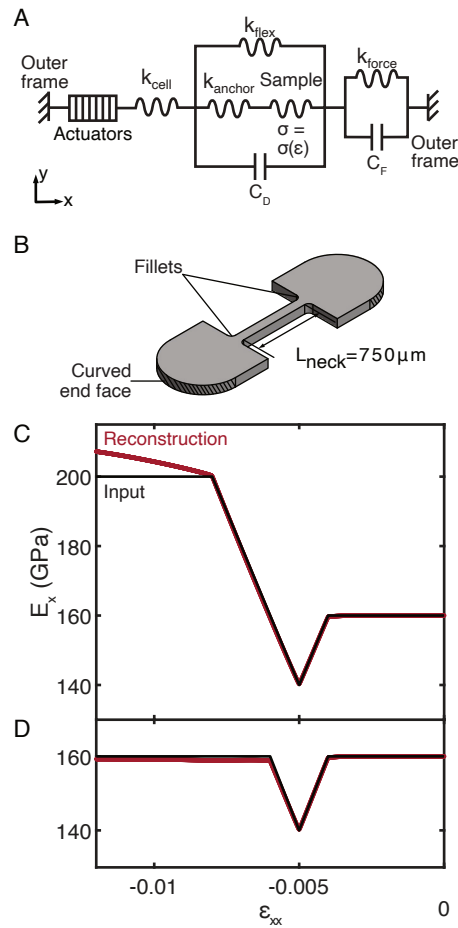 A
Outer
frame
Actuators
k_cell
k_flex
k_anchor
Sample
σ =
σ(ε)
C_D
k_force
C_F
Outer
frame
y
x
B
Fillets
L_neck=750μm
Curved
end face
C
Reconstruction
Input
200
180
160
140
E_x (GPa)
D
160
140
-0.01
-0.005
0
ε_xx